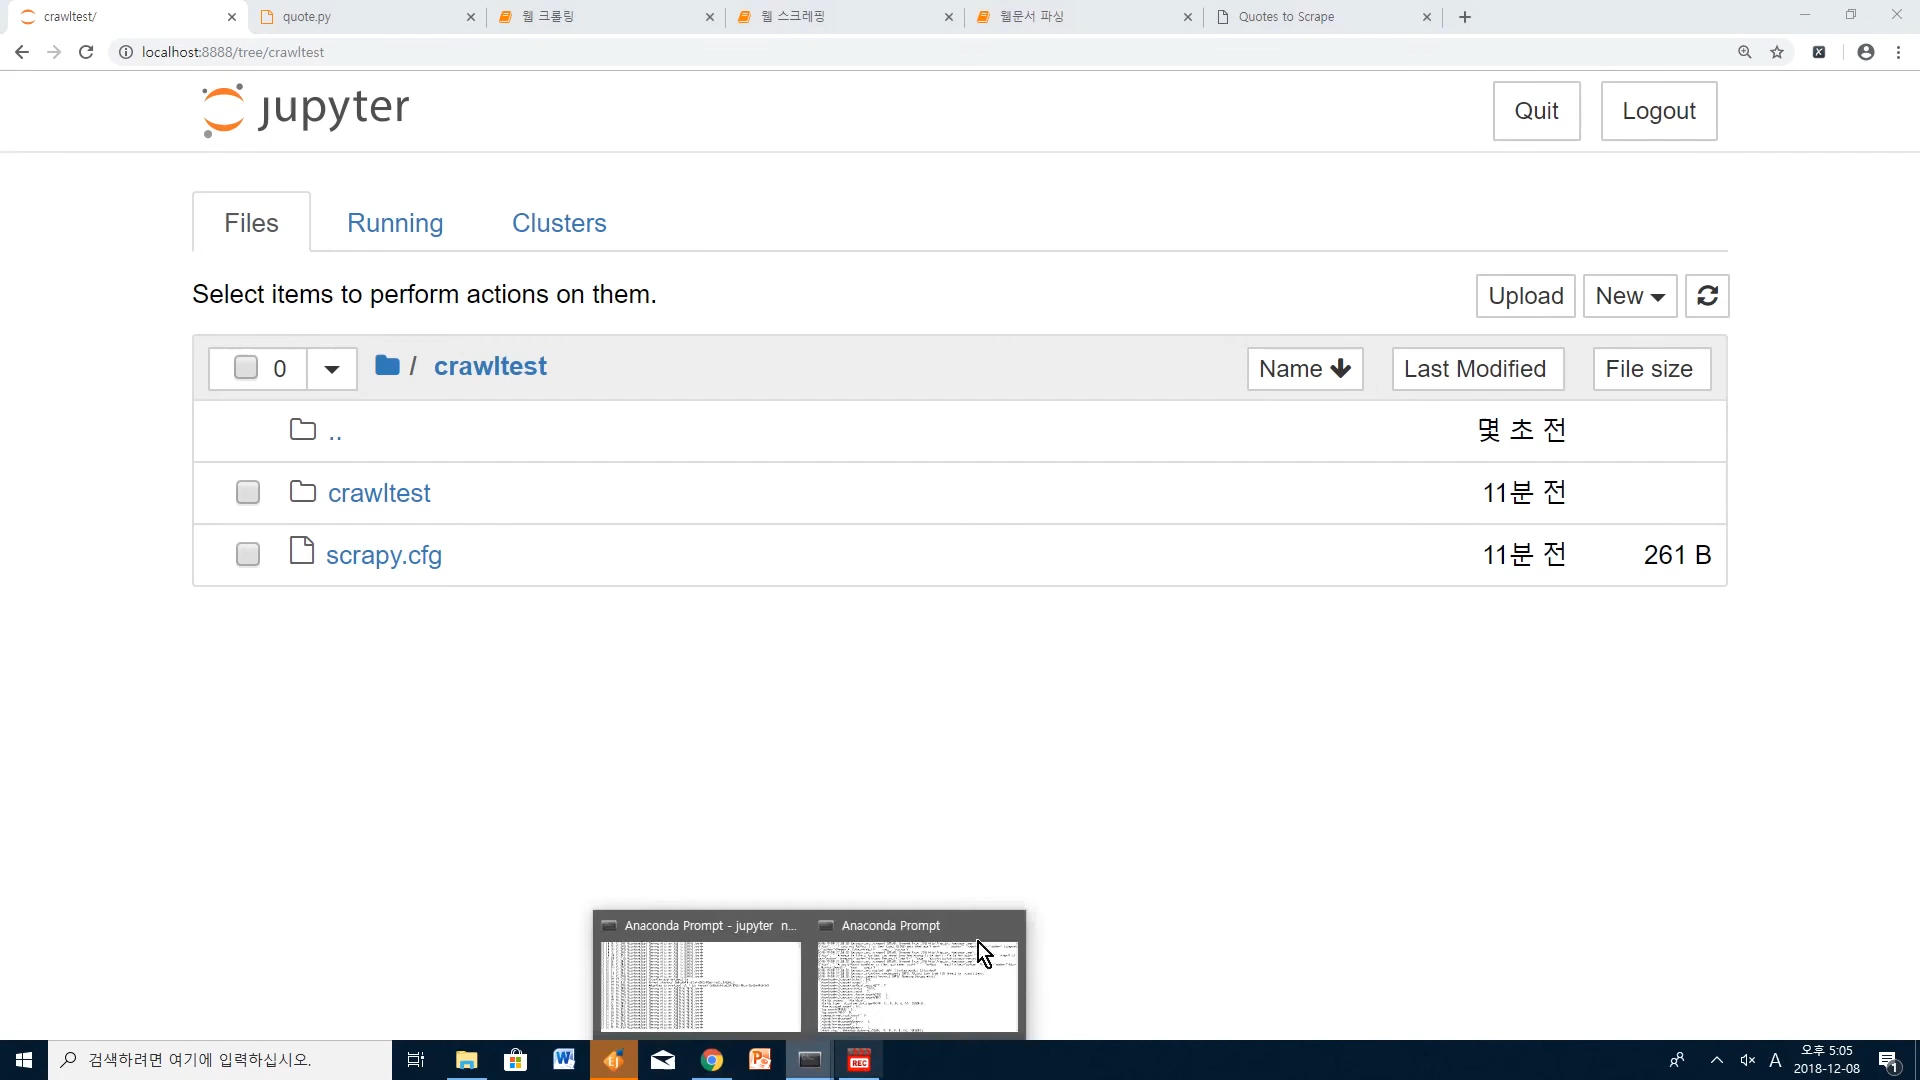 crawltest/
quote.py
웹 크롤링
웹 스크레핑
웹문서 파싱
Quotes to Scrape
localhost:8888/tree/crawltest
jupyter
Quit
Logout
Files
Running
Clusters
Select items to perform actions on them.
Upload
New
0
/ crawltest
Name
Last Modified
File size
..
몇 초 전
crawltest
11분 전
scrapy.cfg
11분 전
261 B
Anaconda Prompt - jupyter n...
Anaconda Prompt
검색하려면 여기에 입력하십시오.
REC
A
오후 5:05
2018-12-08
1